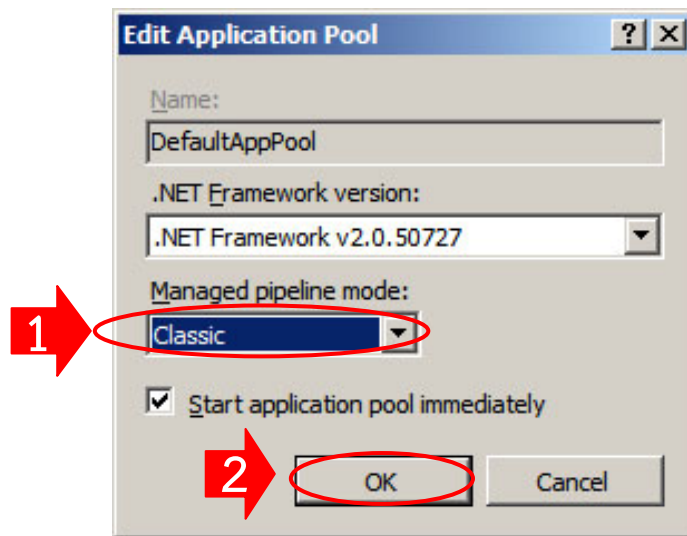 Edit Application Pool
Name:
DefaultAppPool
.NET Framework version:
.NET Framework v2.0.50727
Managed pipeline mode:
1
Classic
Start application pool immediately
2
OK Cancel